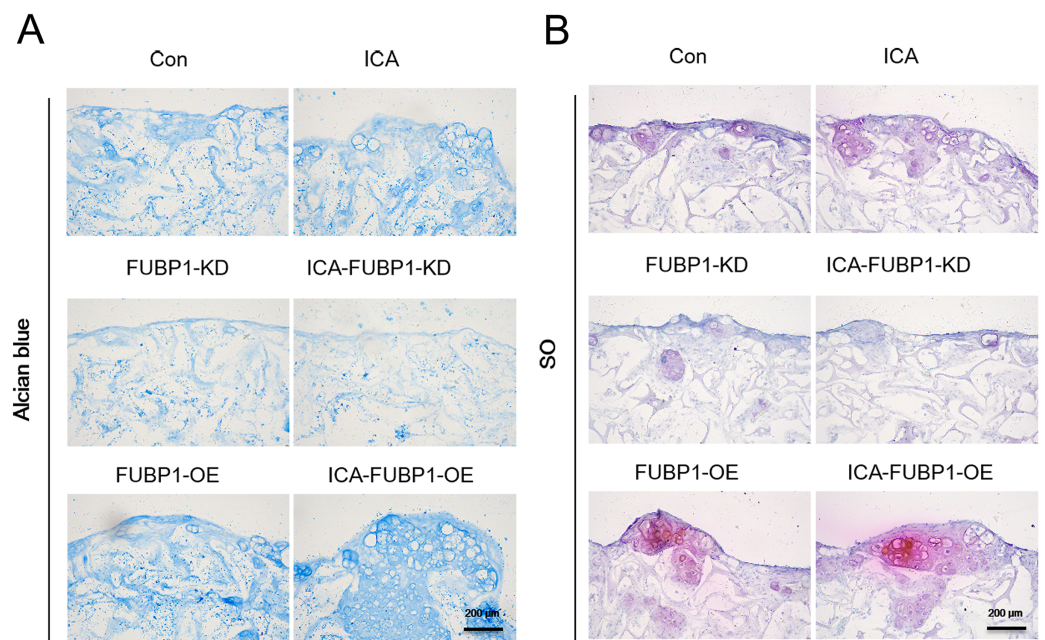 A
Con
ICA
FUBP1-KD
ICA-FUBP1-KD
FUBP1-OE
ICA-FUBP1-OE
Alcian blue
200 μm
B
Con
ICA
FUBP1-KD
ICA-FUBP1-KD
FUBP1-OE
ICA-FUBP1-OE
SO
200 μm